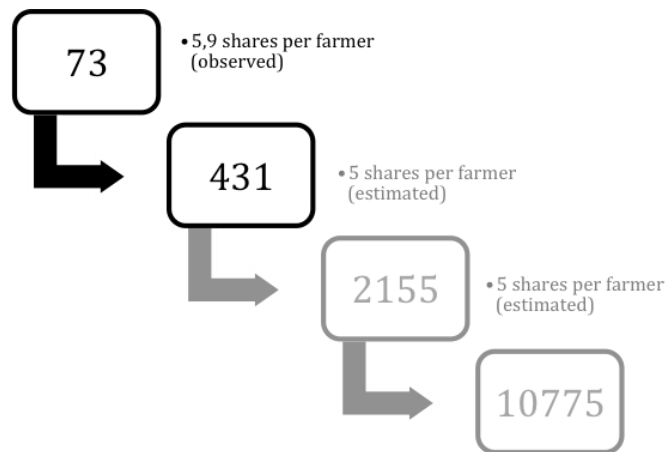 73
• 5,9 shares per farmer
(observed)
431
• 5 shares per farmer
(estimated)
2155
• 5 shares per farmer
(estimated)
10775